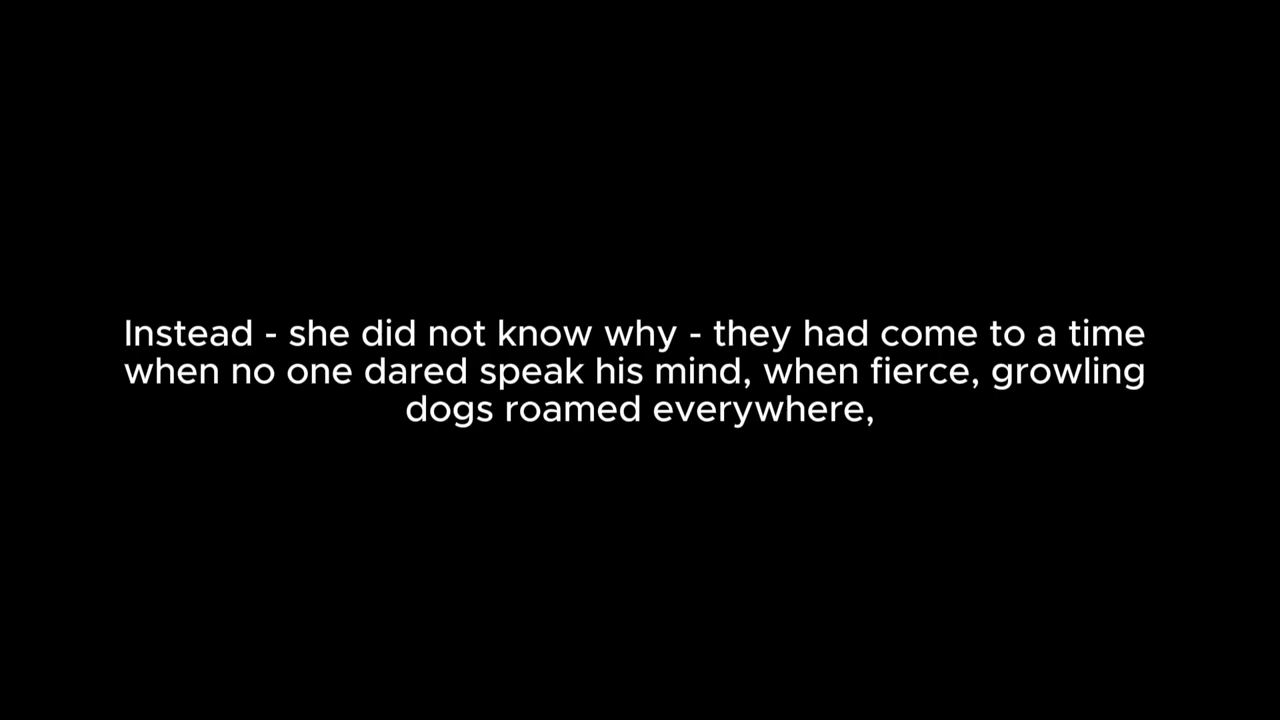 Instead - she did not know why - they had come to a time
when no one dared speak his mind, when fierce, growling
dogs roamed everywhere,